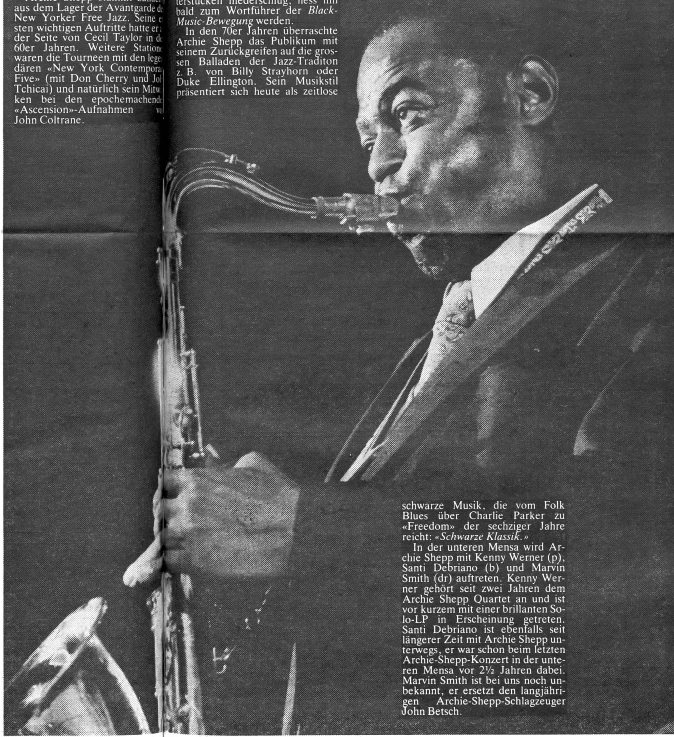 aus dem Lager der Avantgarde d
New Yorker Free Jazz. Seine e
sten wichtigen Auftritte hatte er a
der Seite von Cecil Taylor in d
60er Jahren. Weitere Statione
waren die Tourneen mit den lege
dären «New York Contempora
Five» (mit Don Cherry und Jo
Tchicai) und natürlich sein Mitw
ken bei den epochemachende
«Ascension»-Aufnahmen
John Coltrane.
bald zum Wortführer der Black-
Music-Bewegung werden.
In den 70er Jahren überraschte
Archie Shepp das Publikum mit
seinem Zurückgreifen auf die gros-
sen Balladen der Jazz-Traditon
z. B. von Billy Strayhorn oder
Duke Ellington. Sein Musikstil
präsentiert sich heute als zeitlose
schwarze Musik, die vom Folk
Blues über Charlie Parker zu
«Freedom» der sechziger Jahre
reicht: «Schwarze Klassik.»
In der unteren Mensa wird Ar-
chie Shepp mit Kenny Werner (p),
Santi Debriano (b) und Marvin
Smith (dr) auftreten. Kenny Wer-
ner gehört seit zwei Jahren dem
Archie Shepp Quartet an und ist
vor kurzem mit einer brillanten So-
lo-LP in Erscheinung getreten.
Santi Debriano ist ebenfalls seit
längerer Zeit mit Archie Shepp un-
terwegs, er war schon beim letzten
Archie-Shepp-Konzert in der unte-
ren Mensa vor 2½ Jahren dabei.
Marvin Smith ist bei uns noch un-
bekannt, er ersetzt den langjähri-
gen Archie-Shepp-Schlagzeuger
John Betsch.